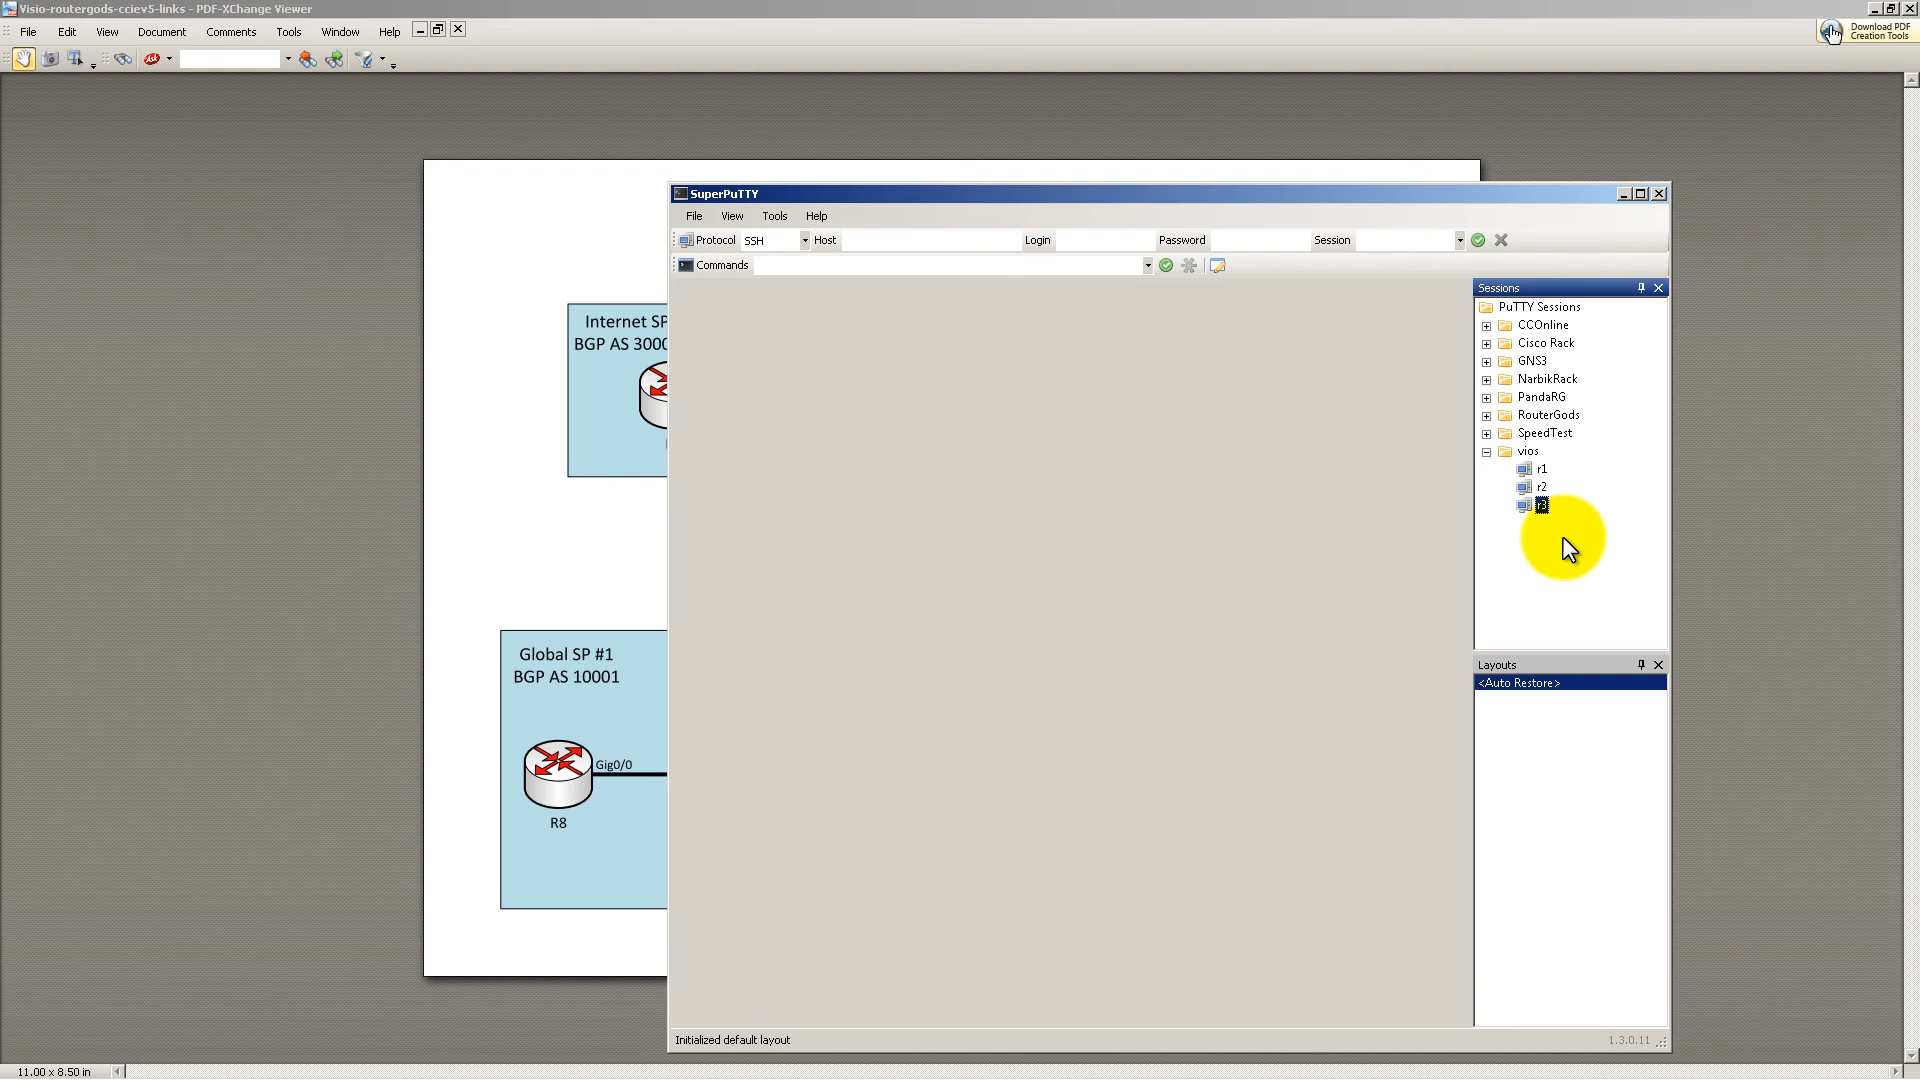 Visio-routergods-cciev5-links - PDF-XChange Viewer
File Edit View Document Comments Tools Window Help
Download PDF
Creation Tools
Ask
Internet SP
BGP AS 3000
Global SP #1
BGP AS 10001
Gig0/0
R8
SuperPuTTY
File View Tools Help
Protocol SSH Host Login Password Session
Commands
Sessions
PuTTY Sessions
CCOnline
Cisco Rack
GNS3
NarbikRack
PandaRG
RouterGods
SpeedTest
vios
r1
r2
r3
Layouts
<Auto Restore>
Initialized default layout
1.3.0.11
11.00 x 8.50 in